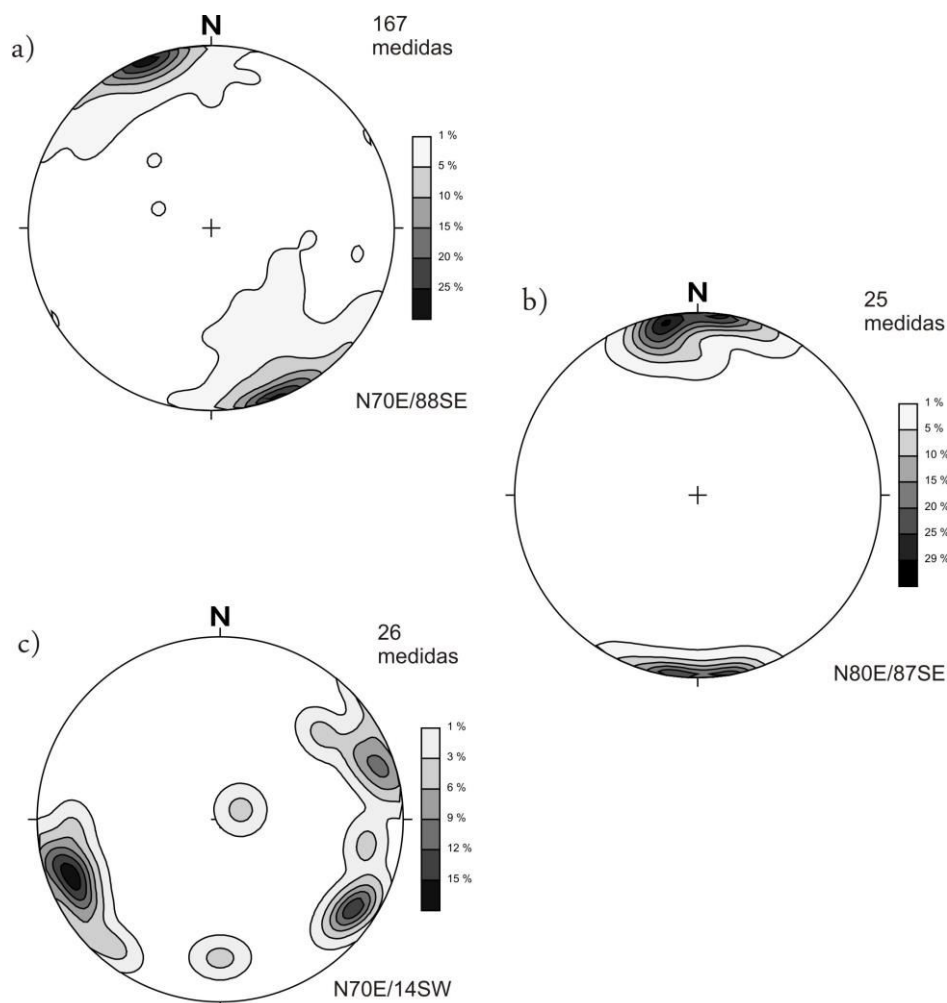 a)
N
167
medidas
1 %
5 %
10 %
15 %
20 %
25 %
N70E/88SE
b)
N
25
medidas
1 %
5 %
10 %
15 %
20 %
25 %
29 %
N80E/87SE
c)
N
26
medidas
1 %
3 %
6 %
9 %
12 %
15 %
N70E/14SW